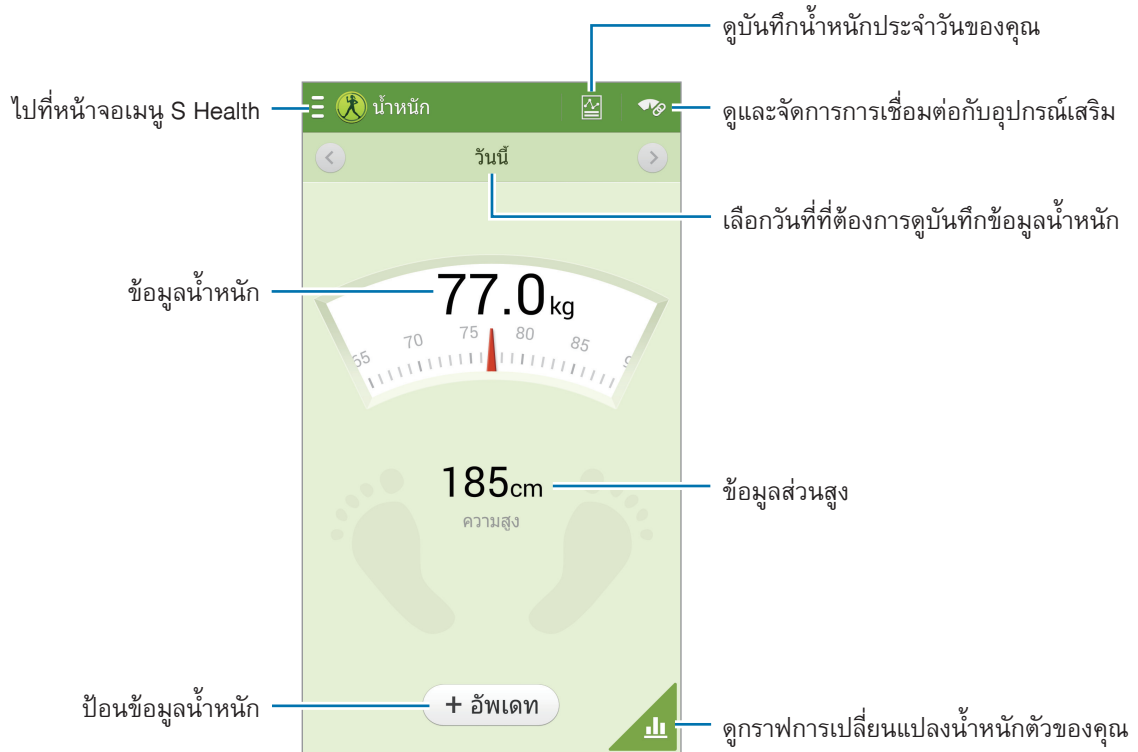 ดูบันทึกน้ำหนักประจำวันของคุณ
ไปที่หน้าจอเมนู S Health
น้ำหนัก
ดูและจัดการการเชื่อมต่อกับอุปกรณ์เสริม
วันนี้
เลือกวันที่ที่ต้องการดูบันทึกข้อมูลน้ำหนัก
ข้อมูลน้ำหนัก
77.0kg
65 70 75 80 85 9
185cm
ข้อมูลส่วนสูง
ความสูง
ป้อนข้อมูลน้ำหนัก
+ อัพเดท
ดูกราฟการเปลี่ยนแปลงน้ำหนักตัวของคุณ